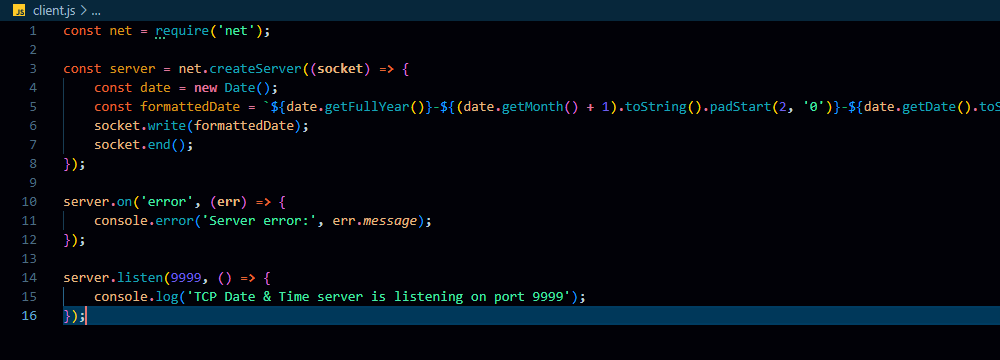 JS client.js > ...
1 const net = require('net');
2
3 const server = net.createServer((socket) => {
4 const date = new Date();
5 const formattedDate = `${date.getFullYear()}-${(date.getMonth() + 1).toString().padStart(2, '0')}-${date.getDate().toS
6 socket.write(formattedDate);
7 socket.end();
8 });
9
10 server.on('error', (err) => {
11 console.error('Server error:', err.message);
12 });
13
14 server.listen(9999, () => {
15 console.log('TCP Date & Time server is listening on port 9999');
16 });